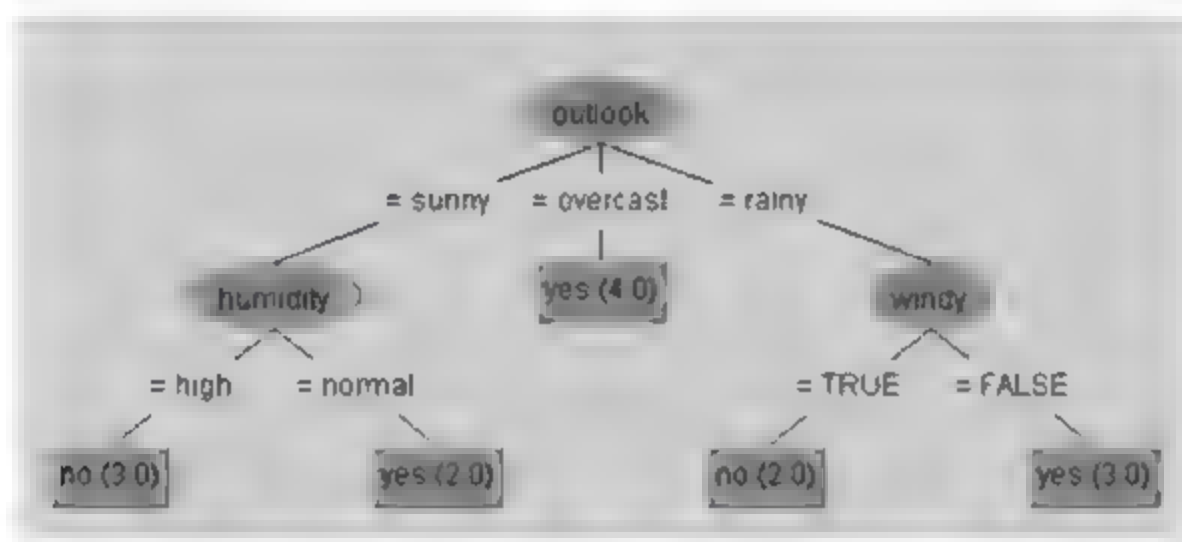 outlook
= sunny = overcast = rainy
humidity yes (4.0) windy
= high = normal = TRUE = FALSE
no (3.0) yes (2.0) no (2.0) yes (3.0)